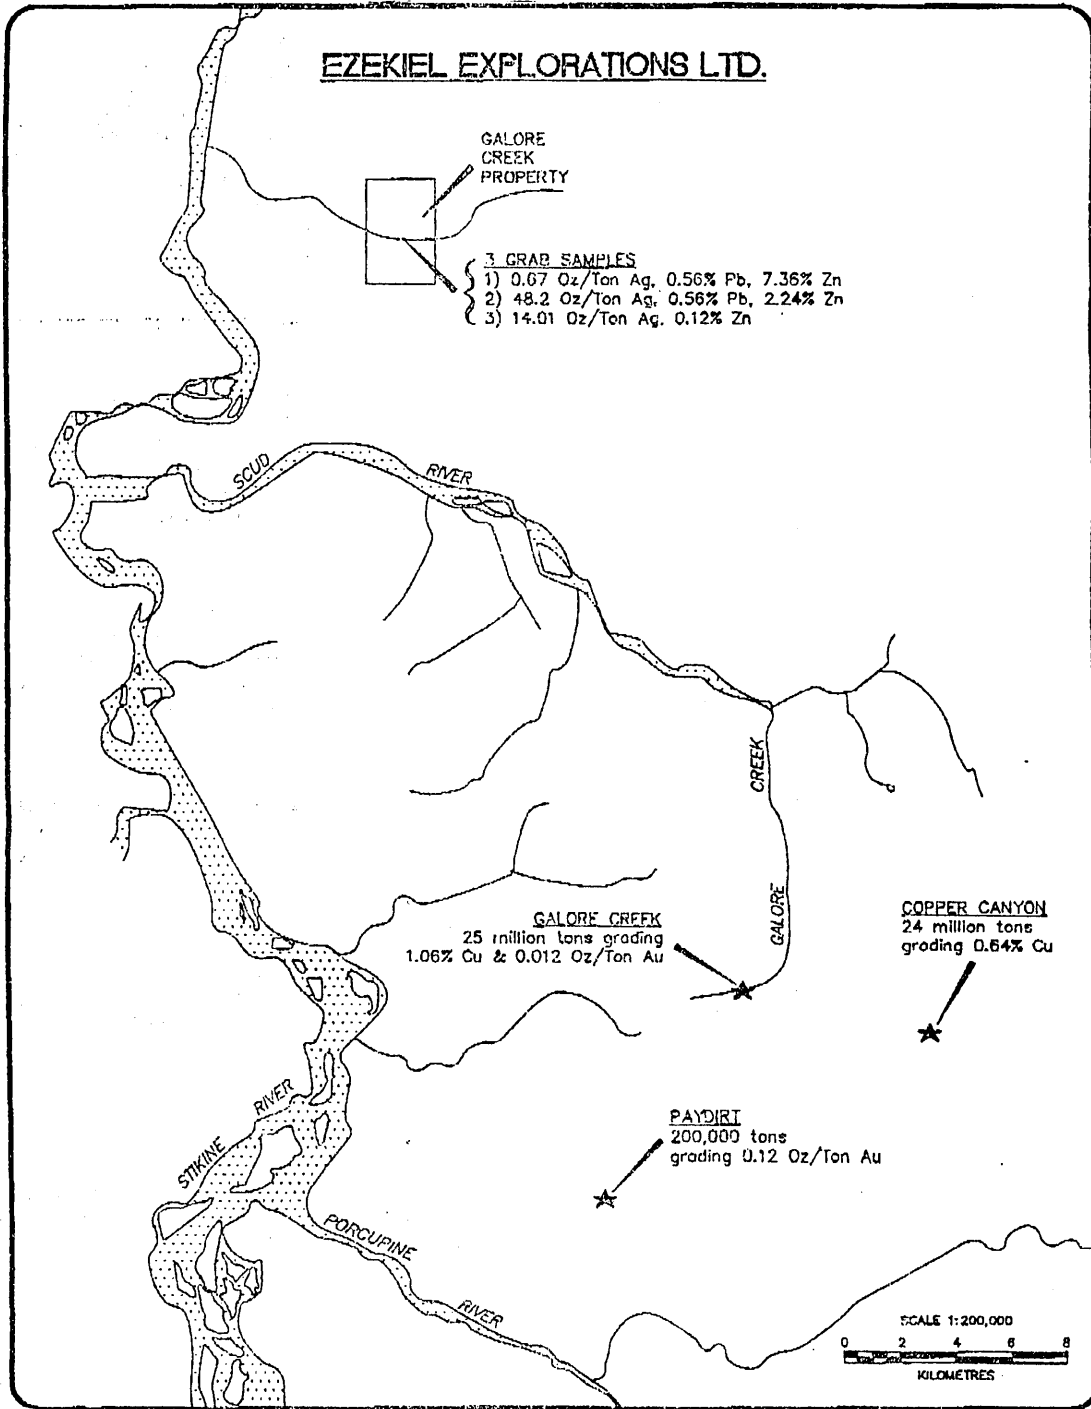 EZEKIEL EXPLORATIONS LTD.
GALORE
CREEK
PROPERTY
3 GRAB SAMPLES
1) 0.67 Oz/Ton Ag, 0.56% Pb, 7.36% Zn
2) 48.2 Oz/Ton Ag, 0.56% Pb, 2.24% Zn
3) 14.01 Oz/Ton Ag. 0.12% Zn
SCUD RIVER
GALORE CREEK
GALORE CREEK
25 million tons grading
1.06% Cu & 0.012 Oz/Ton Au
COPPER CANYON
24 million tons
grading 0.64% Cu
STIKINE RIVER
PAYDIRT
200,000 tons
grading 0.12 Oz/Ton Au
PORCUPINE RIVER
SCALE 1:200,000
0 2 4 6 8
KILOMETRES